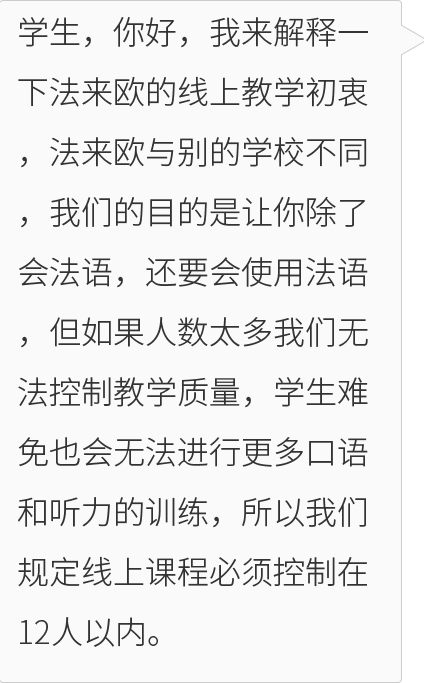 学生，你好，我来解释一
下法来欧的线上教学初衷
，法来欧与别的学校不同
，我们的目的是让你除了
会法语，还要会使用法语
，但如果人数太多我们无
法控制教学质量，学生难
免也会无法进行更多口语
和听力的训练，所以我们
规定线上课程必须控制在
12人以内。